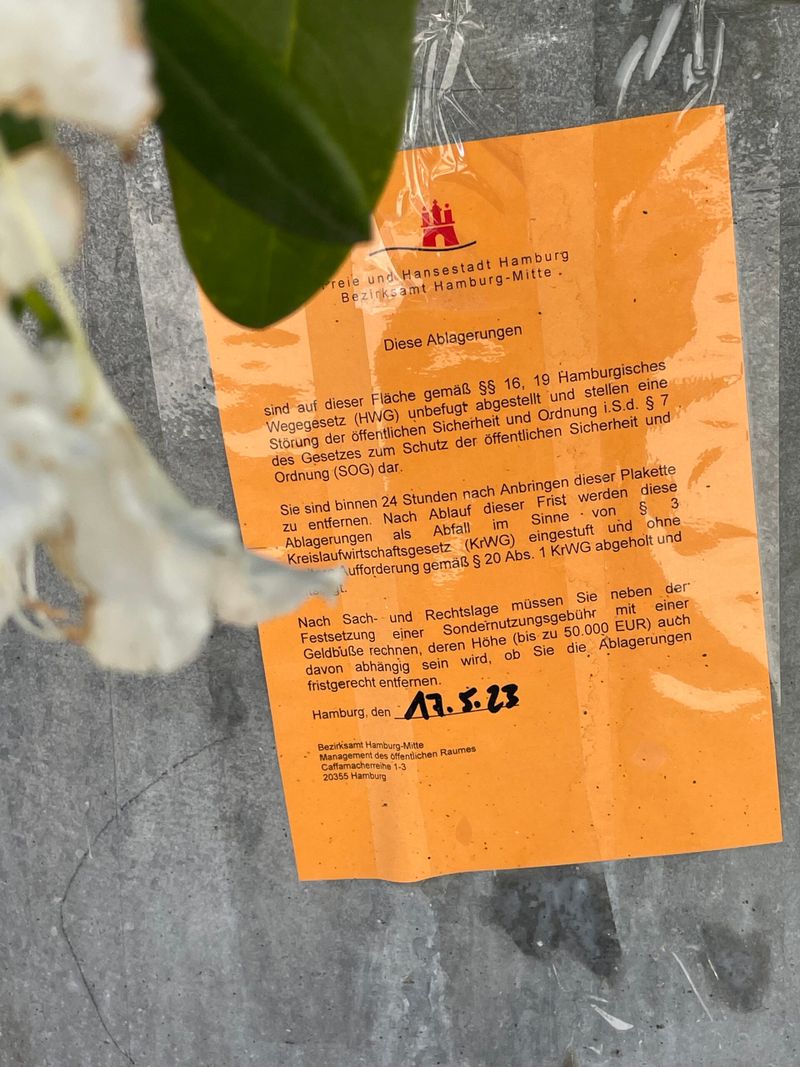 Freie und Hansestadt Hamburg
Bezirksamt Hamburg-Mitte
Diese Ablagerungen
sind auf dieser Fläche gemäß §§ 16, 19 Hamburgisches
Wegegesetz (HWG) unbefugt abgestellt und stellen eine
Störung der öffentlichen Sicherheit und Ordnung i.S.d. § 7
des Gesetzes zum Schutz der öffentlichen Sicherheit und
Ordnung (SOG) dar.
Sie sind binnen 24 Stunden nach Anbringen dieser Plakette
zu entfernen. Nach Ablauf dieser Frist werden diese
Ablagerungen als Abfall im Sinne von § 3
Kreislaufwirtschaftsgesetz (KrWG) eingestuft und ohne
ufforderung gemäß § 20 Abs. 1 KrWG abgeholt und
Nach Sach- und Rechtslage müssen Sie neben der
Festsetzung einer Sondernutzungsgebühr mit einer
Geldbuße rechnen, deren Höhe (bis zu 50.000 EUR) auch
davon abhängig sein wird, ob Sie die Ablagerungen
fristgerecht entfernen.
Hamburg, den 17.5.23
Bezirksamt Hamburg-Mitte
Management des öffentlichen Raumes
Caffamacherreihe 1-3
20355 Hamburg